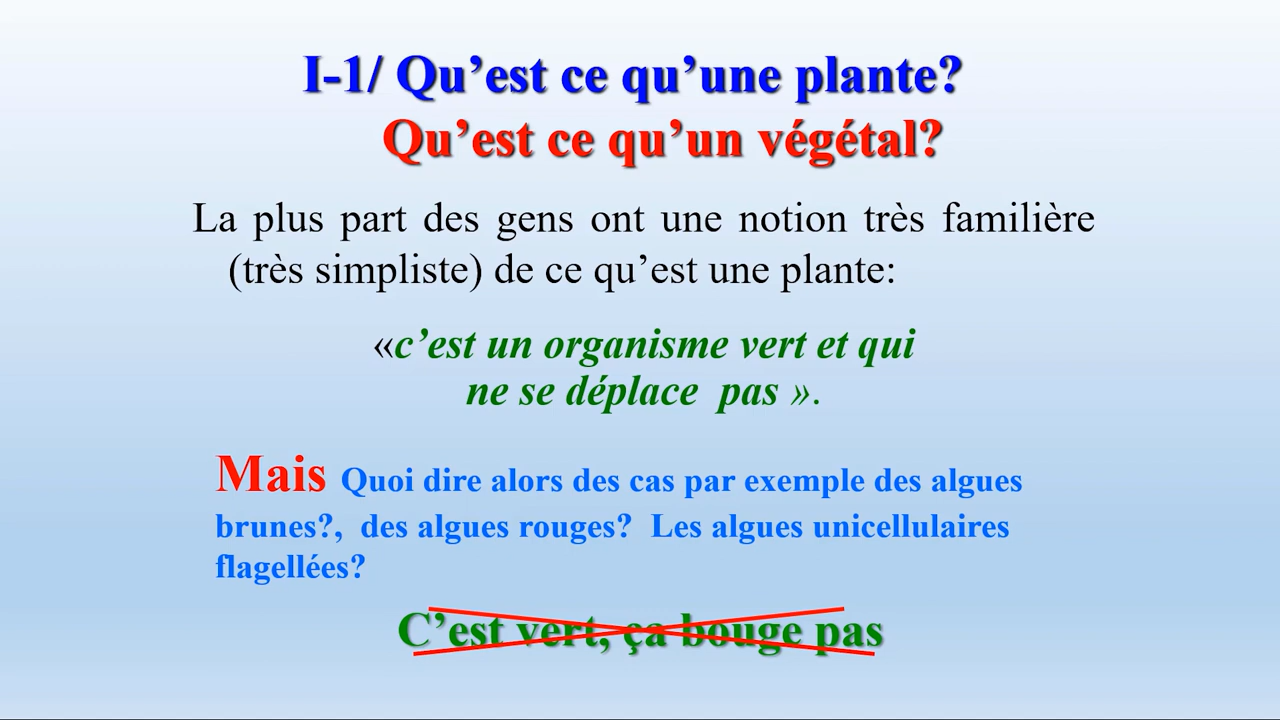 I-1/ Qu’est ce qu’une plante?
Qu’est ce qu’un végétal?
La plus part des gens ont une notion très familière
(très simpliste) de ce qu’est une plante:
«c’est un organisme vert et qui
ne se déplace pas ».
Mais Quoi dire alors des cas par exemple des algues
brunes?, des algues rouges? Les algues unicellulaires
flagellées?
C’est vert, ça bouge pas